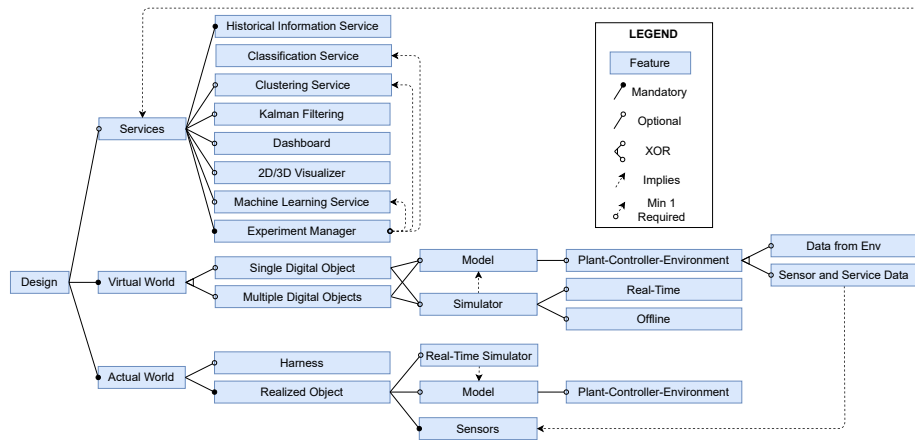 Historical Information Service
Classification Service
Clustering Service
Kalman Filtering
Services
Dashboard
2D/3D Visualizer
Machine Learning Service
Experiment Manager
LEGEND
Feature
Mandatory
Optional
XOR
Implies
Min 1
Required
Design
Virtual World
Single Digital Object
Multiple Digital Objects
Model
Simulator
Plant-Controller-Environment
Real-Time
Offline
Data from Env
Sensor and Service Data
Actual World
Harness
Realized Object
Real-Time Simulator
Model
Plant-Controller-Environment
Sensors